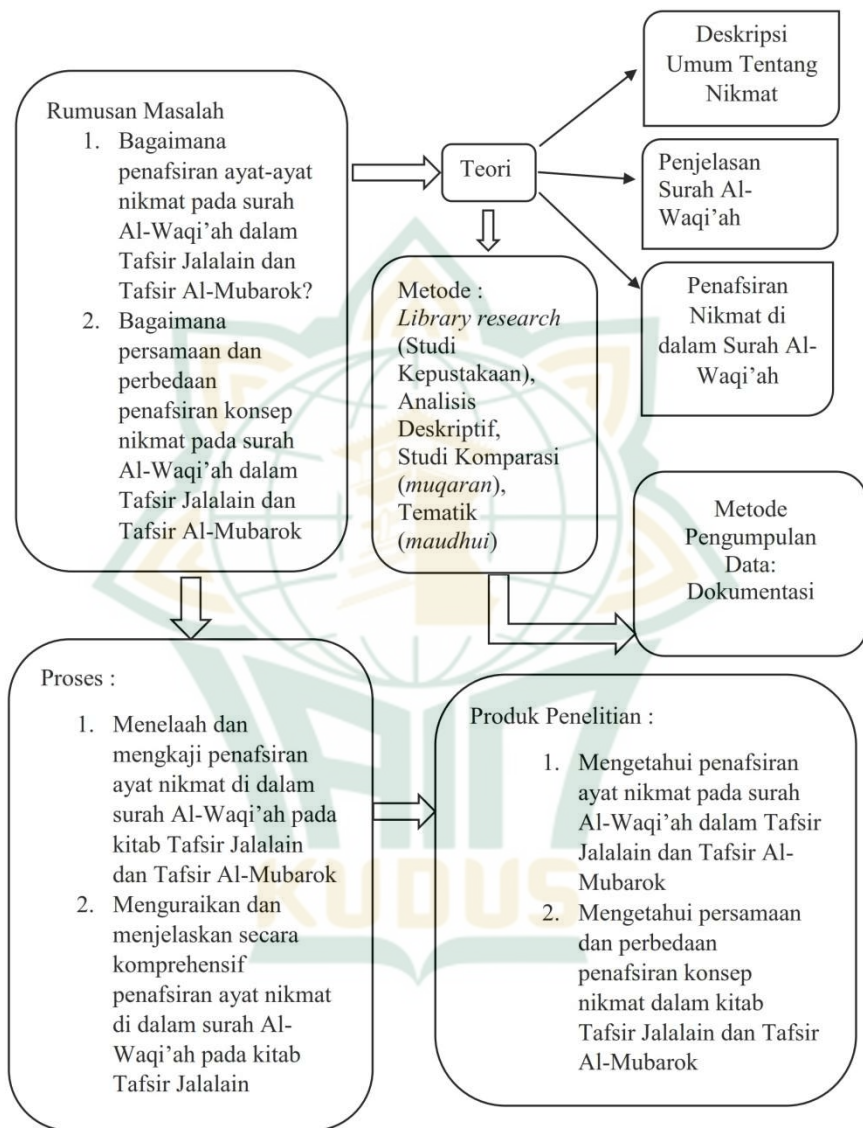 Rumusan Masalah
1. Bagaimana
penafsiran ayat-ayat
nikmat pada surah
Al-Waqi’ah dalam
Tafsir Jalalain dan
Tafsir Al-Mubarok?
2. Bagaimana
persamaan dan
perbedaan
penafsiran konsep
nikmat pada surah
Al-Waqi’ah dalam
Tafsir Jalalain dan
Tafsir Al-Mubarok
Teori
Deskripsi
Umum Tentang
Nikmat
Penjelasan
Surah Al-
Waqi’ah
Penafsiran
Nikmat di
dalam Surah Al-
Waqi’ah
Metode :
Library research
(Studi
Kepustakaan),
Analisis
Deskriptif,
Studi Komparasi
(muqaran),
Tematik
(maudhui)
Metode
Pengumpulan
Data:
Dokumentasi
Proses :
1. Menelaah dan
mengkaji penafsiran
ayat nikmat di dalam
surah Al-Waqi’ah pada
kitab Tafsir Jalalain
dan Tafsir Al-Mubarok
2. Menguraikan dan
menjelaskan secara
komprehensif
penafsiran ayat nikmat
di dalam surah Al-
Waqi’ah pada kitab
Tafsir Jalalain
Produk Penelitian :
1. Mengetahui penafsiran
ayat nikmat pada surah
Al-Waqi’ah dalam Tafsir
Jalalain dan Tafsir Al-
Mubarok
2. Mengetahui persamaan
dan perbedaan
penafsiran konsep
nikmat dalam kitab
Tafsir Jalalain dan Tafsir
Al-Mubarok
IAIN
KUDUS